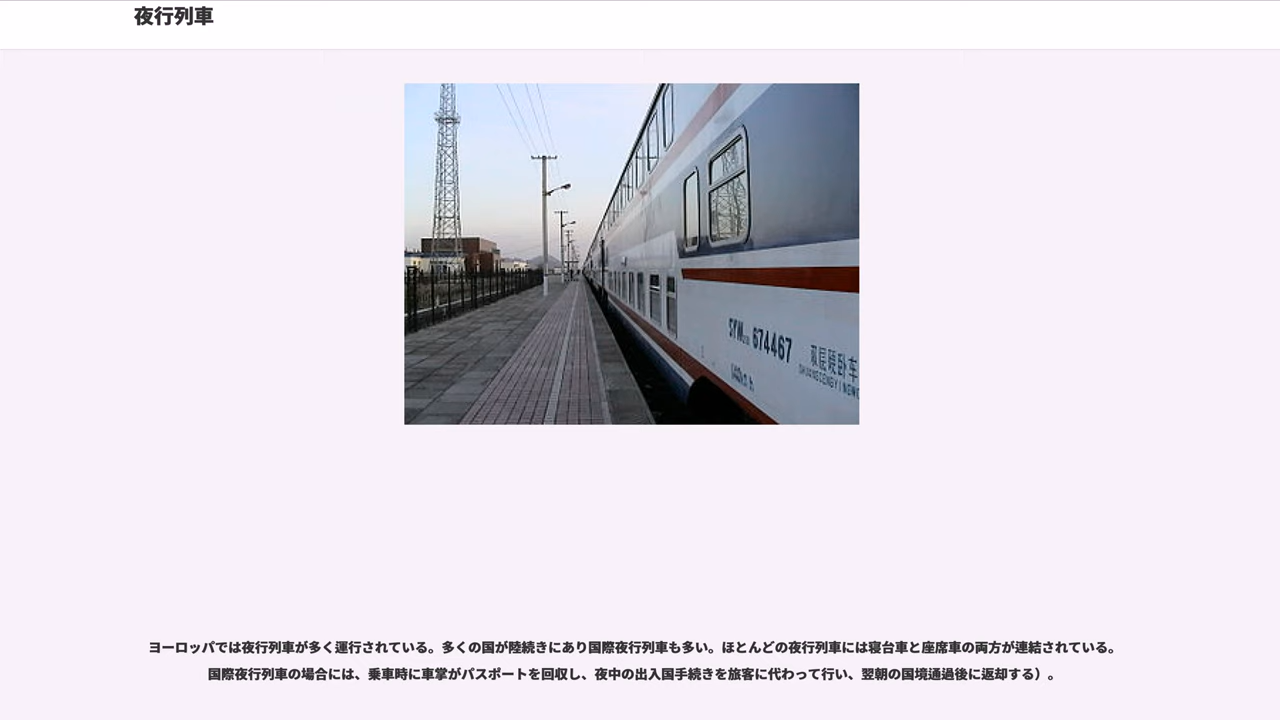 夜行列車
SYW 674467
双层硬卧车
ヨーロッパでは夜行列車が多く運行されている。多くの国が陸続きにあり国際夜行列車も多い。ほとんどの夜行列車には寝台車と座席車の両方が連結されている。
国際夜行列車の場合には、乗車時に車掌がパスポートを回収し、夜中の出入国手続きを旅客に代わって行い、翌朝の国境通過後に返却する）。